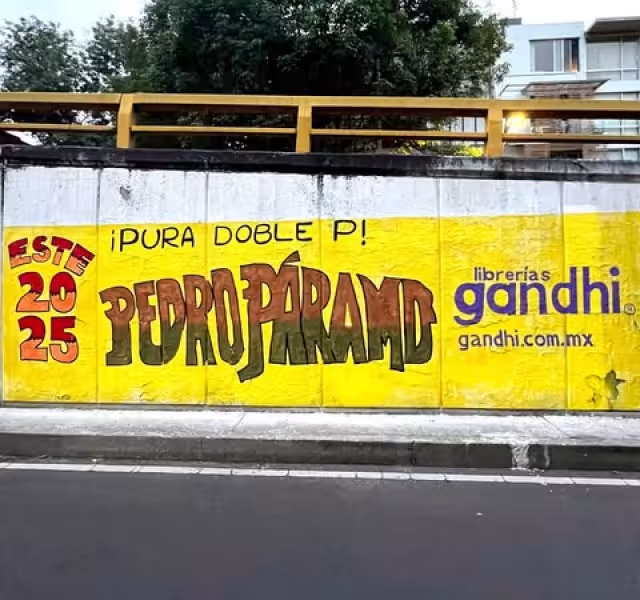 ESTE
20
25
¡PURA DOBLE P!
PEDRO PÁRAMO
librerías
gandhi
gandhi.com.mx